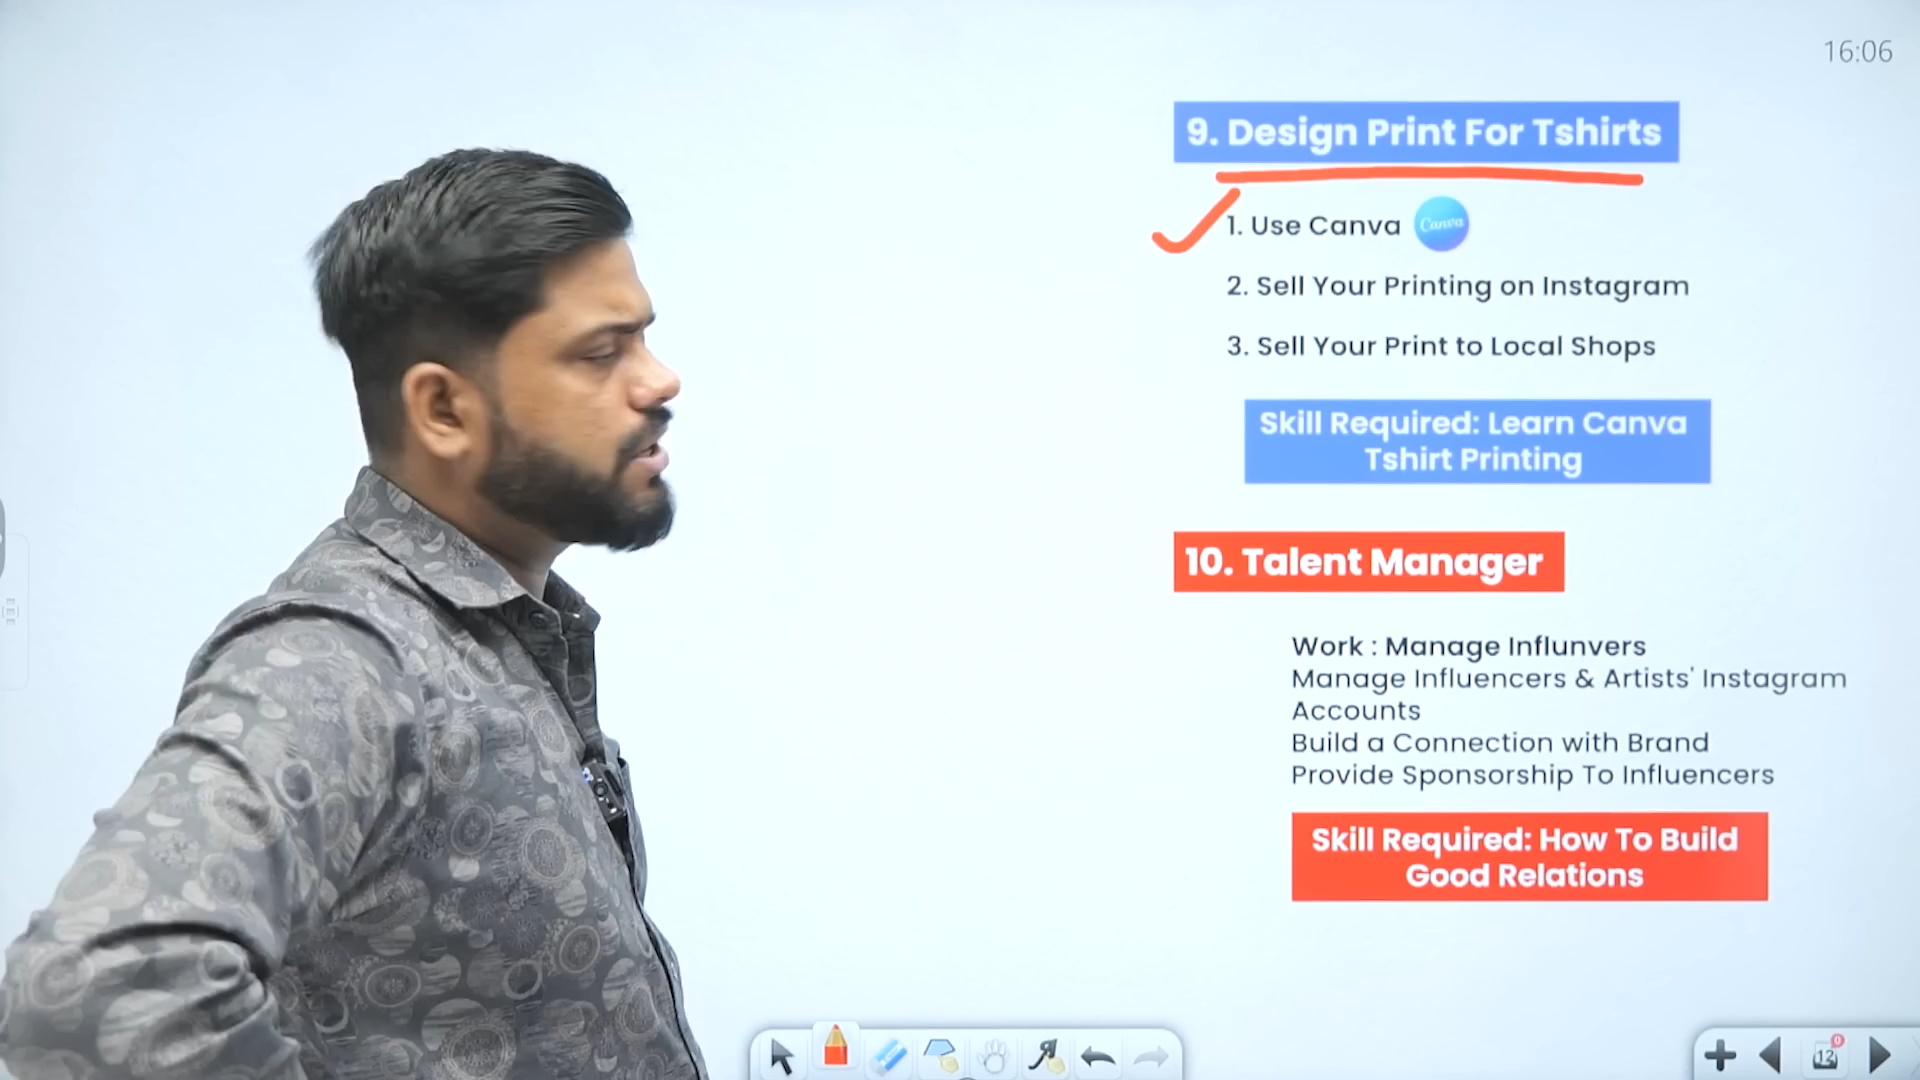 16:06
9. Design Print For Tshirts
1. Use Canva Canva
2. Sell Your Printing on Instagram
3. Sell Your Print to Local Shops
Skill Required: Learn Canva
Tshirt Printing
10. Talent Manager
Work : Manage Influnvers
Manage Influencers & Artists' Instagram
Accounts
Build a Connection with Brand
Provide Sponsorship To Influencers
Skill Required: How To Build
Good Relations
12
0